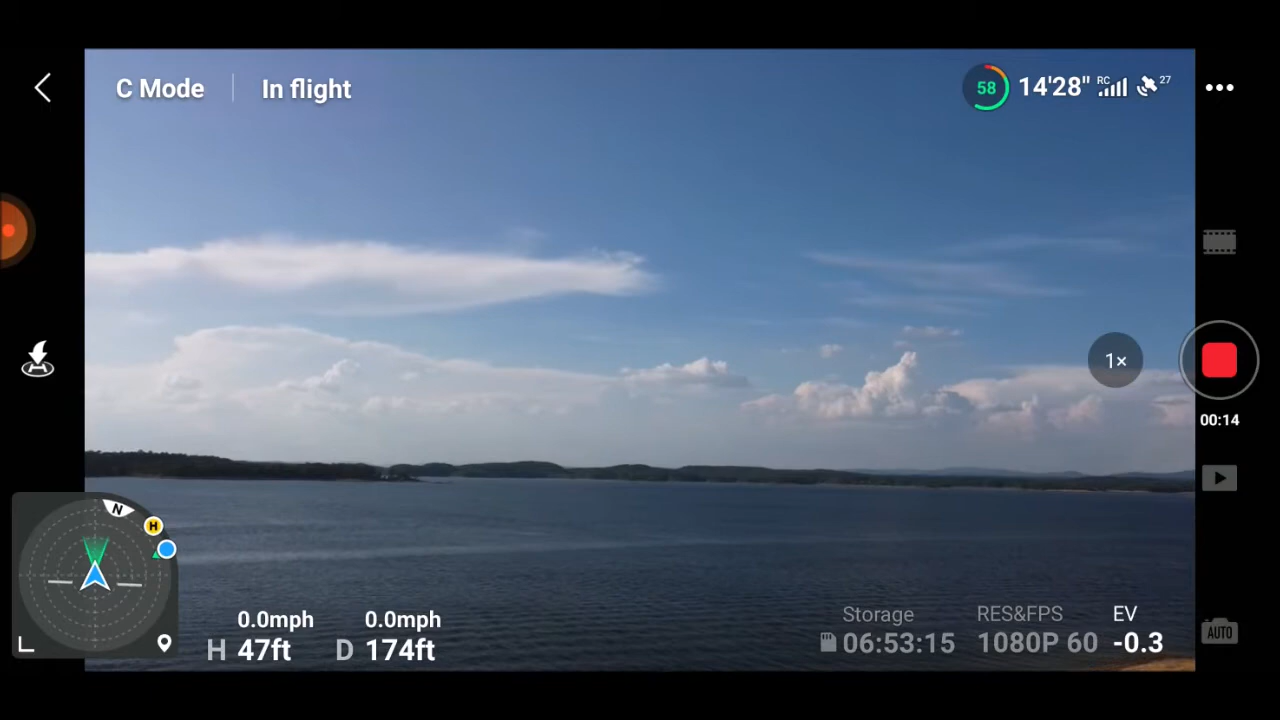 C Mode In flight
58 14'28" RC 27
1×
00:14
N
H
0.0mph 0.0mph
H 47ft D 174ft
Storage RES&FPS EV
06:53:15 1080P 60 -0.3
AUTO
L